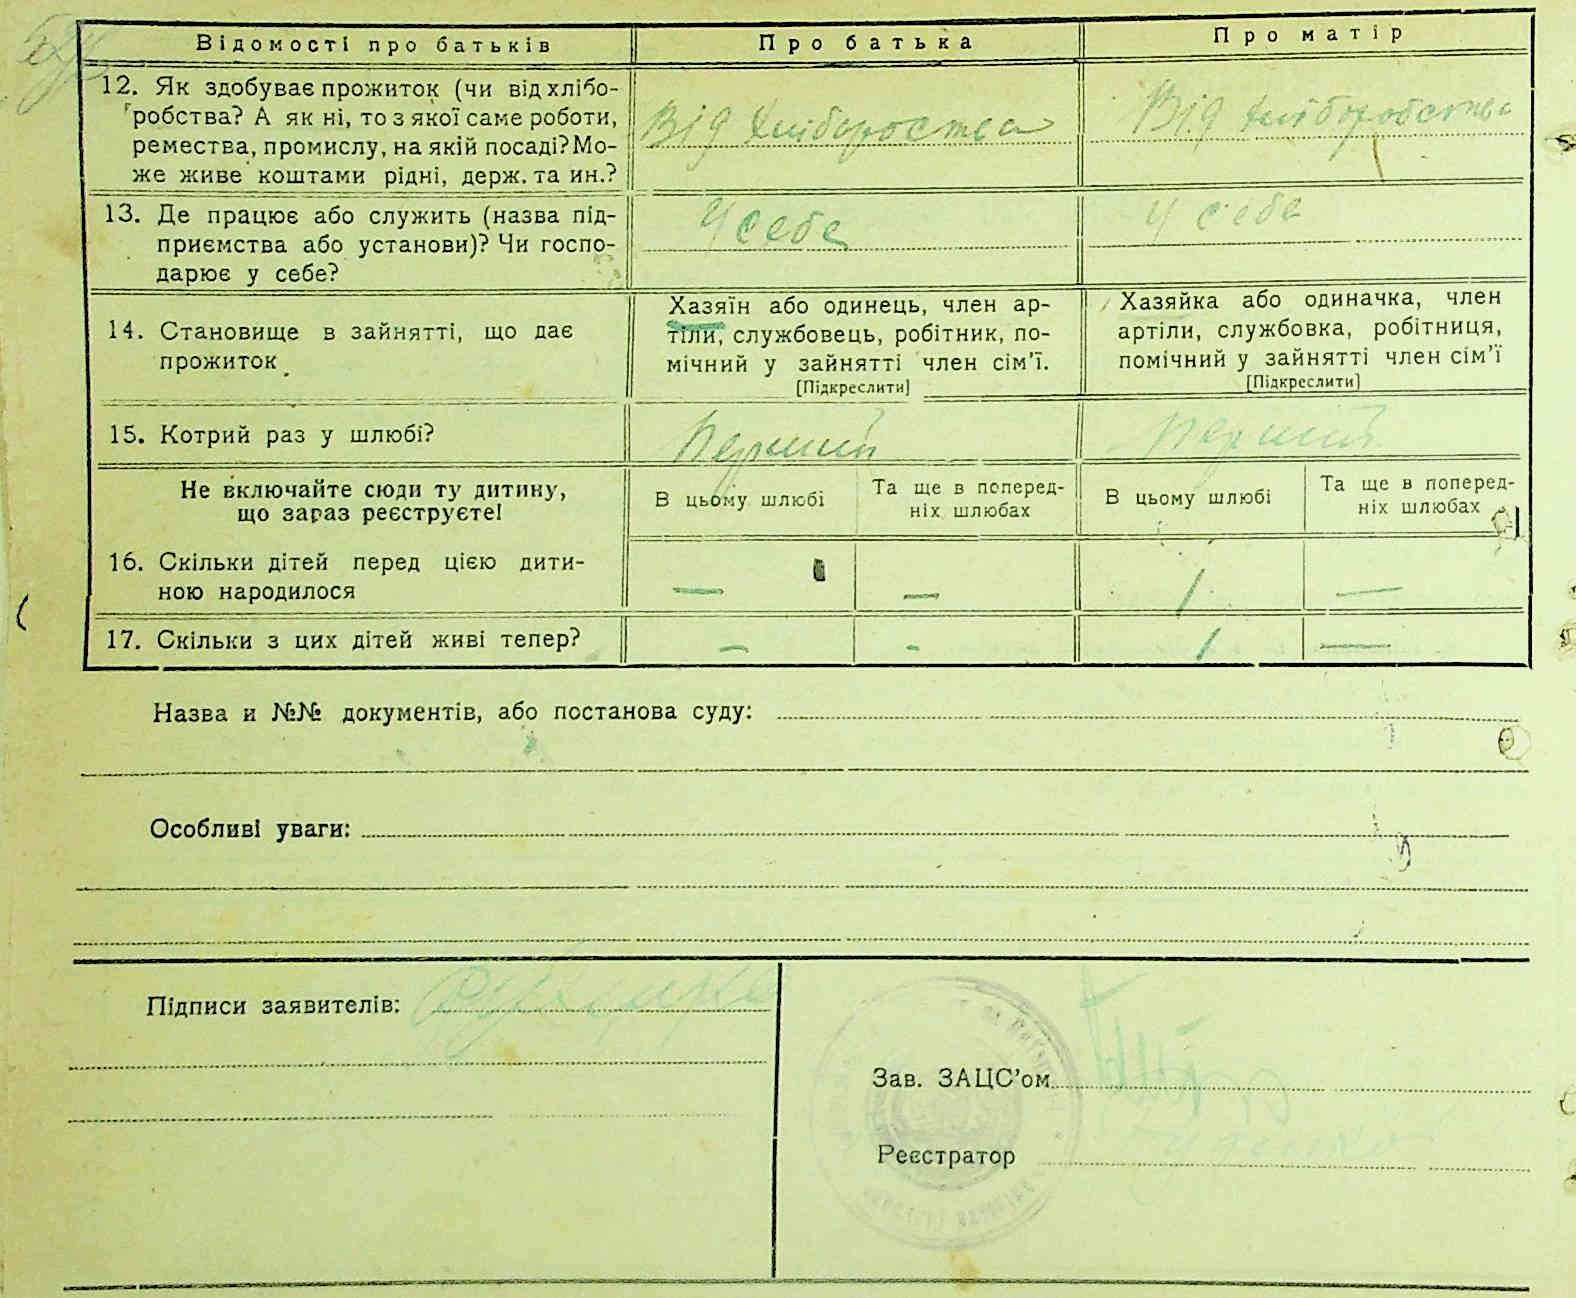 Відомості про батьків
Про батька
Про матір
12. Як здобуває прожиток (чи від хлібо-
робства? А як ні, то з якої саме роботи,
ремества, промислу, на якій посаді? Мо-
же живе коштами рідні, держ. та ин.?
Від хлібороства
Від хліборобства
13. Де працює або служить (назва під-
приємства або установи)? Чи госпо-
дарює у себе?
У себе
у себе
14. Становище в зайнятті, що дає
прожиток
Хазяїн або одинець, член ар-
тіли, службовець, робітник, по-
мічний у зайнятті член сім'ї.
[Підкреслити]
Хазяйка або одиначка, член
артіли, службовка, робітниця,
помічний у зайнятті член сім'ї
[Підкреслити]
15. Котрий раз у шлюбі?
Перший
Перший
Не включайте сюди ту дитину,
що зараз реєструєте!
В цьому шлюбі
Та ще в поперед-
ніх шлюбах
В цьому шлюбі
Та ще в поперед-
ніх шлюбах
16. Скільки дітей перед цією дити-
ною народилося
— — 1 —
17. Скільки з цих дітей живі тепер?
— - 1 —
Назва и №№ документів, або постанова суду:
Особливі уваги:
Підписи заявителів:
Зав. ЗАЦС'ом
Реєстратор